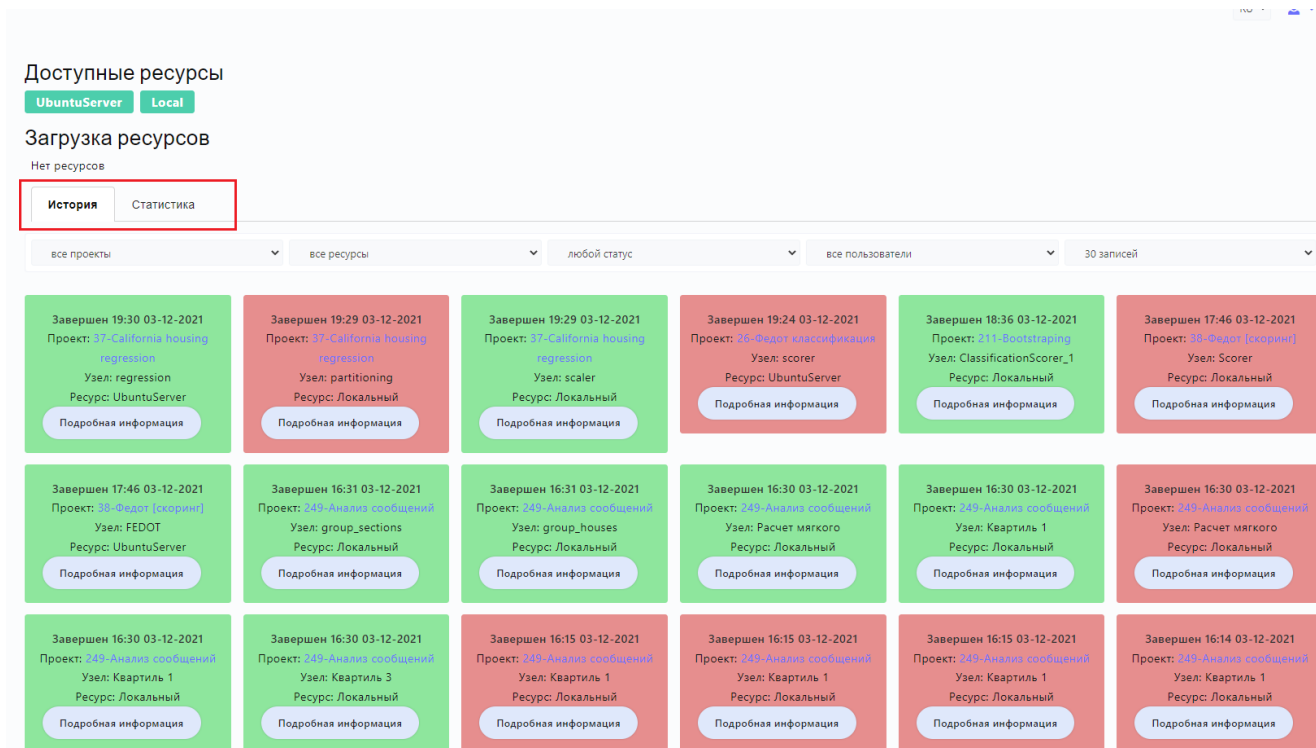 Доступные ресурсы
UbuntuServer Local
Загрузка ресурсов
Нет ресурсов
История Статистика
все проекты все ресурсы любой статус все пользователи 30 записей
Завершен 19:30 03-12-2021
Проект: 37-California housing
regression
Узел: regression
Ресурс: UbuntuServer
Подробная информация
Завершен 19:29 03-12-2021
Проект: 37-California housing
regression
Узел: partitioning
Ресурс: Локальный
Подробная информация
Завершен 19:29 03-12-2021
Проект: 37-California housing
regression
Узел: scaler
Ресурс: Локальный
Подробная информация
Завершен 19:24 03-12-2021
Проект: 26-Федот классификация
Узел: scorer
Ресурс: UbuntuServer
Подробная информация
Завершен 18:36 03-12-2021
Проект: 211-Bootstraping
Узел: ClassificationScorer_1
Ресурс: Локальный
Подробная информация
Завершен 17:46 03-12-2021
Проект: 38-Федот [скоринг]
Узел: Scorer
Ресурс: Локальный
Подробная информация
Завершен 17:46 03-12-2021
Проект: 38-Федот [скоринг]
Узел: FEDOT
Ресурс: UbuntuServer
Подробная информация
Завершен 16:31 03-12-2021
Проект: 249-Анализ сообщений
Узел: group_sections
Ресурс: Локальный
Подробная информация
Завершен 16:31 03-12-2021
Проект: 249-Анализ сообщений
Узел: group_houses
Ресурс: Локальный
Подробная информация
Завершен 16:30 03-12-2021
Проект: 249-Анализ сообщений
Узел: Расчет мягкого
Ресурс: Локальный
Подробная информация
Завершен 16:30 03-12-2021
Проект: 249-Анализ сообщений
Узел: Квартиль 1
Ресурс: Локальный
Подробная информация
Завершен 16:30 03-12-2021
Проект: 249-Анализ сообщений
Узел: Расчет мягкого
Ресурс: Локальный
Подробная информация
Завершен 16:30 03-12-2021
Проект: 249-Анализ сообщений
Узел: Квартиль 1
Ресурс: Локальный
Подробная информация
Завершен 16:30 03-12-2021
Проект: 249-Анализ сообщений
Узел: Квартиль 3
Ресурс: Локальный
Подробная информация
Завершен 16:15 03-12-2021
Проект: 249-Анализ сообщений
Узел: Квартиль 1
Ресурс: Локальный
Подробная информация
Завершен 16:15 03-12-2021
Проект: 249-Анализ сообщений
Узел: Квартиль 1
Ресурс: Локальный
Подробная информация
Завершен 16:15 03-12-2021
Проект: 249-Анализ сообщений
Узел: Квартиль 1
Ресурс: Локальный
Подробная информация
Завершен 16:14 03-12-2021
Проект: 249-Анализ сообщений
Узел: Квартиль 1
Ресурс: Локальный
Подробная информация